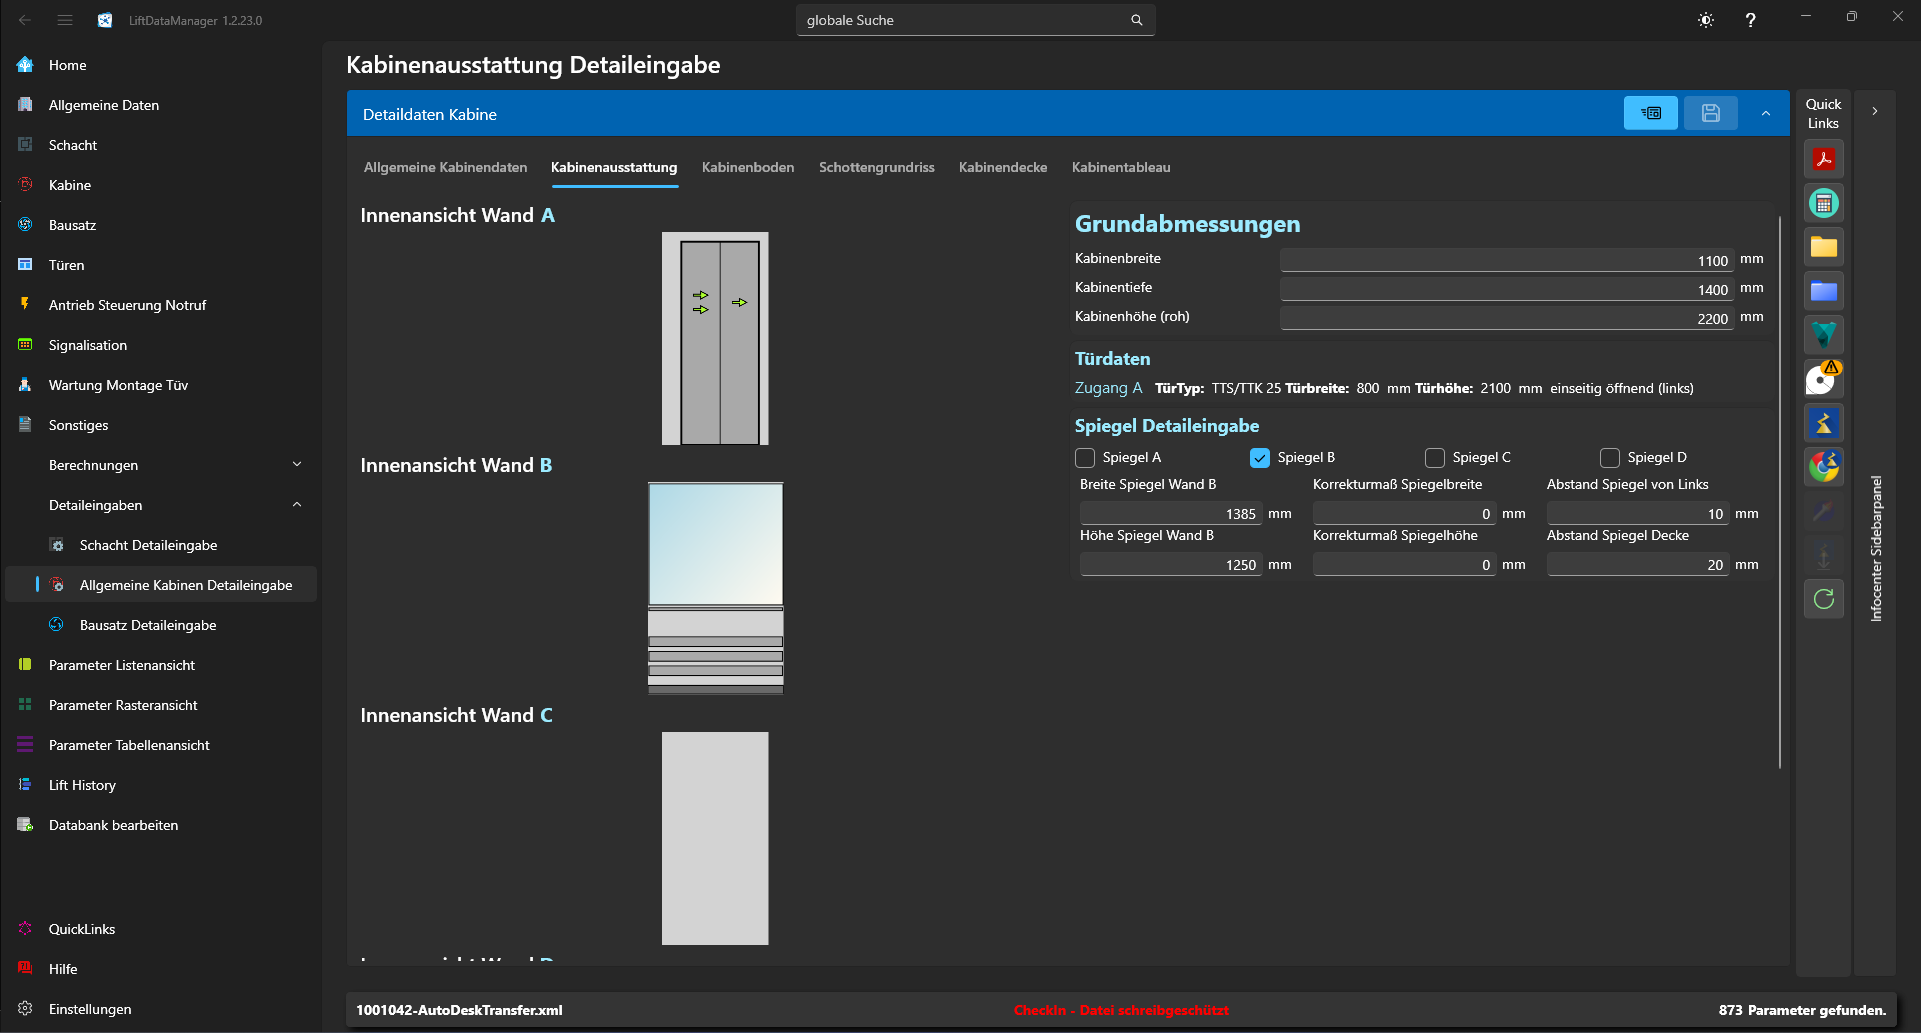 LiftDataManager 1.2.23.0
globale Suche
Home
Allgemeine Daten
Schacht
Kabine
Bausatz
Türen
Antrieb Steuerung Notruf
Signalisation
Wartung Montage Tüv
Sonstiges
Berechnungen
Detaileingaben
Schacht Detaileingabe
Allgemeine Kabinen Detaileingabe
Bausatz Detaileingabe
Parameter Listenansicht
Parameter Rasteransicht
Parameter Tabellenansicht
Lift History
Databank bearbeiten
QuickLinks
Hilfe
Einstellungen
Kabinenausstattung Detaileingabe
Detaildaten Kabine
Allgemeine Kabinendaten Kabinenausstattung Kabinenboden Schottengrundriss Kabinendecke Kabinentableau
Innenansicht Wand A
Innenansicht Wand B
Innenansicht Wand C
Grundabmessungen
Kabinenbreite 1100 mm
Kabinentiefe 1400 mm
Kabinenhöhe (roh) 2200 mm
Türdaten
Zugang A TürTyp: TTS/TTK 25 Türbreite: 800 mm Türhöhe: 2100 mm einseitig öffnend (links)
Spiegel Detaileingabe
Spiegel A Spiegel B Spiegel C Spiegel D
Breite Spiegel Wand B Korrekturmaß Spiegelbreite Abstand Spiegel von Links
1385 mm 0 mm 10 mm
Höhe Spiegel Wand B Korrekturmaß Spiegelhöhe Abstand Spiegel Decke
1250 mm 0 mm 20 mm
Quick
Links
Infocenter Sidebarpanel
1001042-AutoDeskTransfer.xml CheckIn - Datei schreibgeschützt 873 Parameter gefunden.